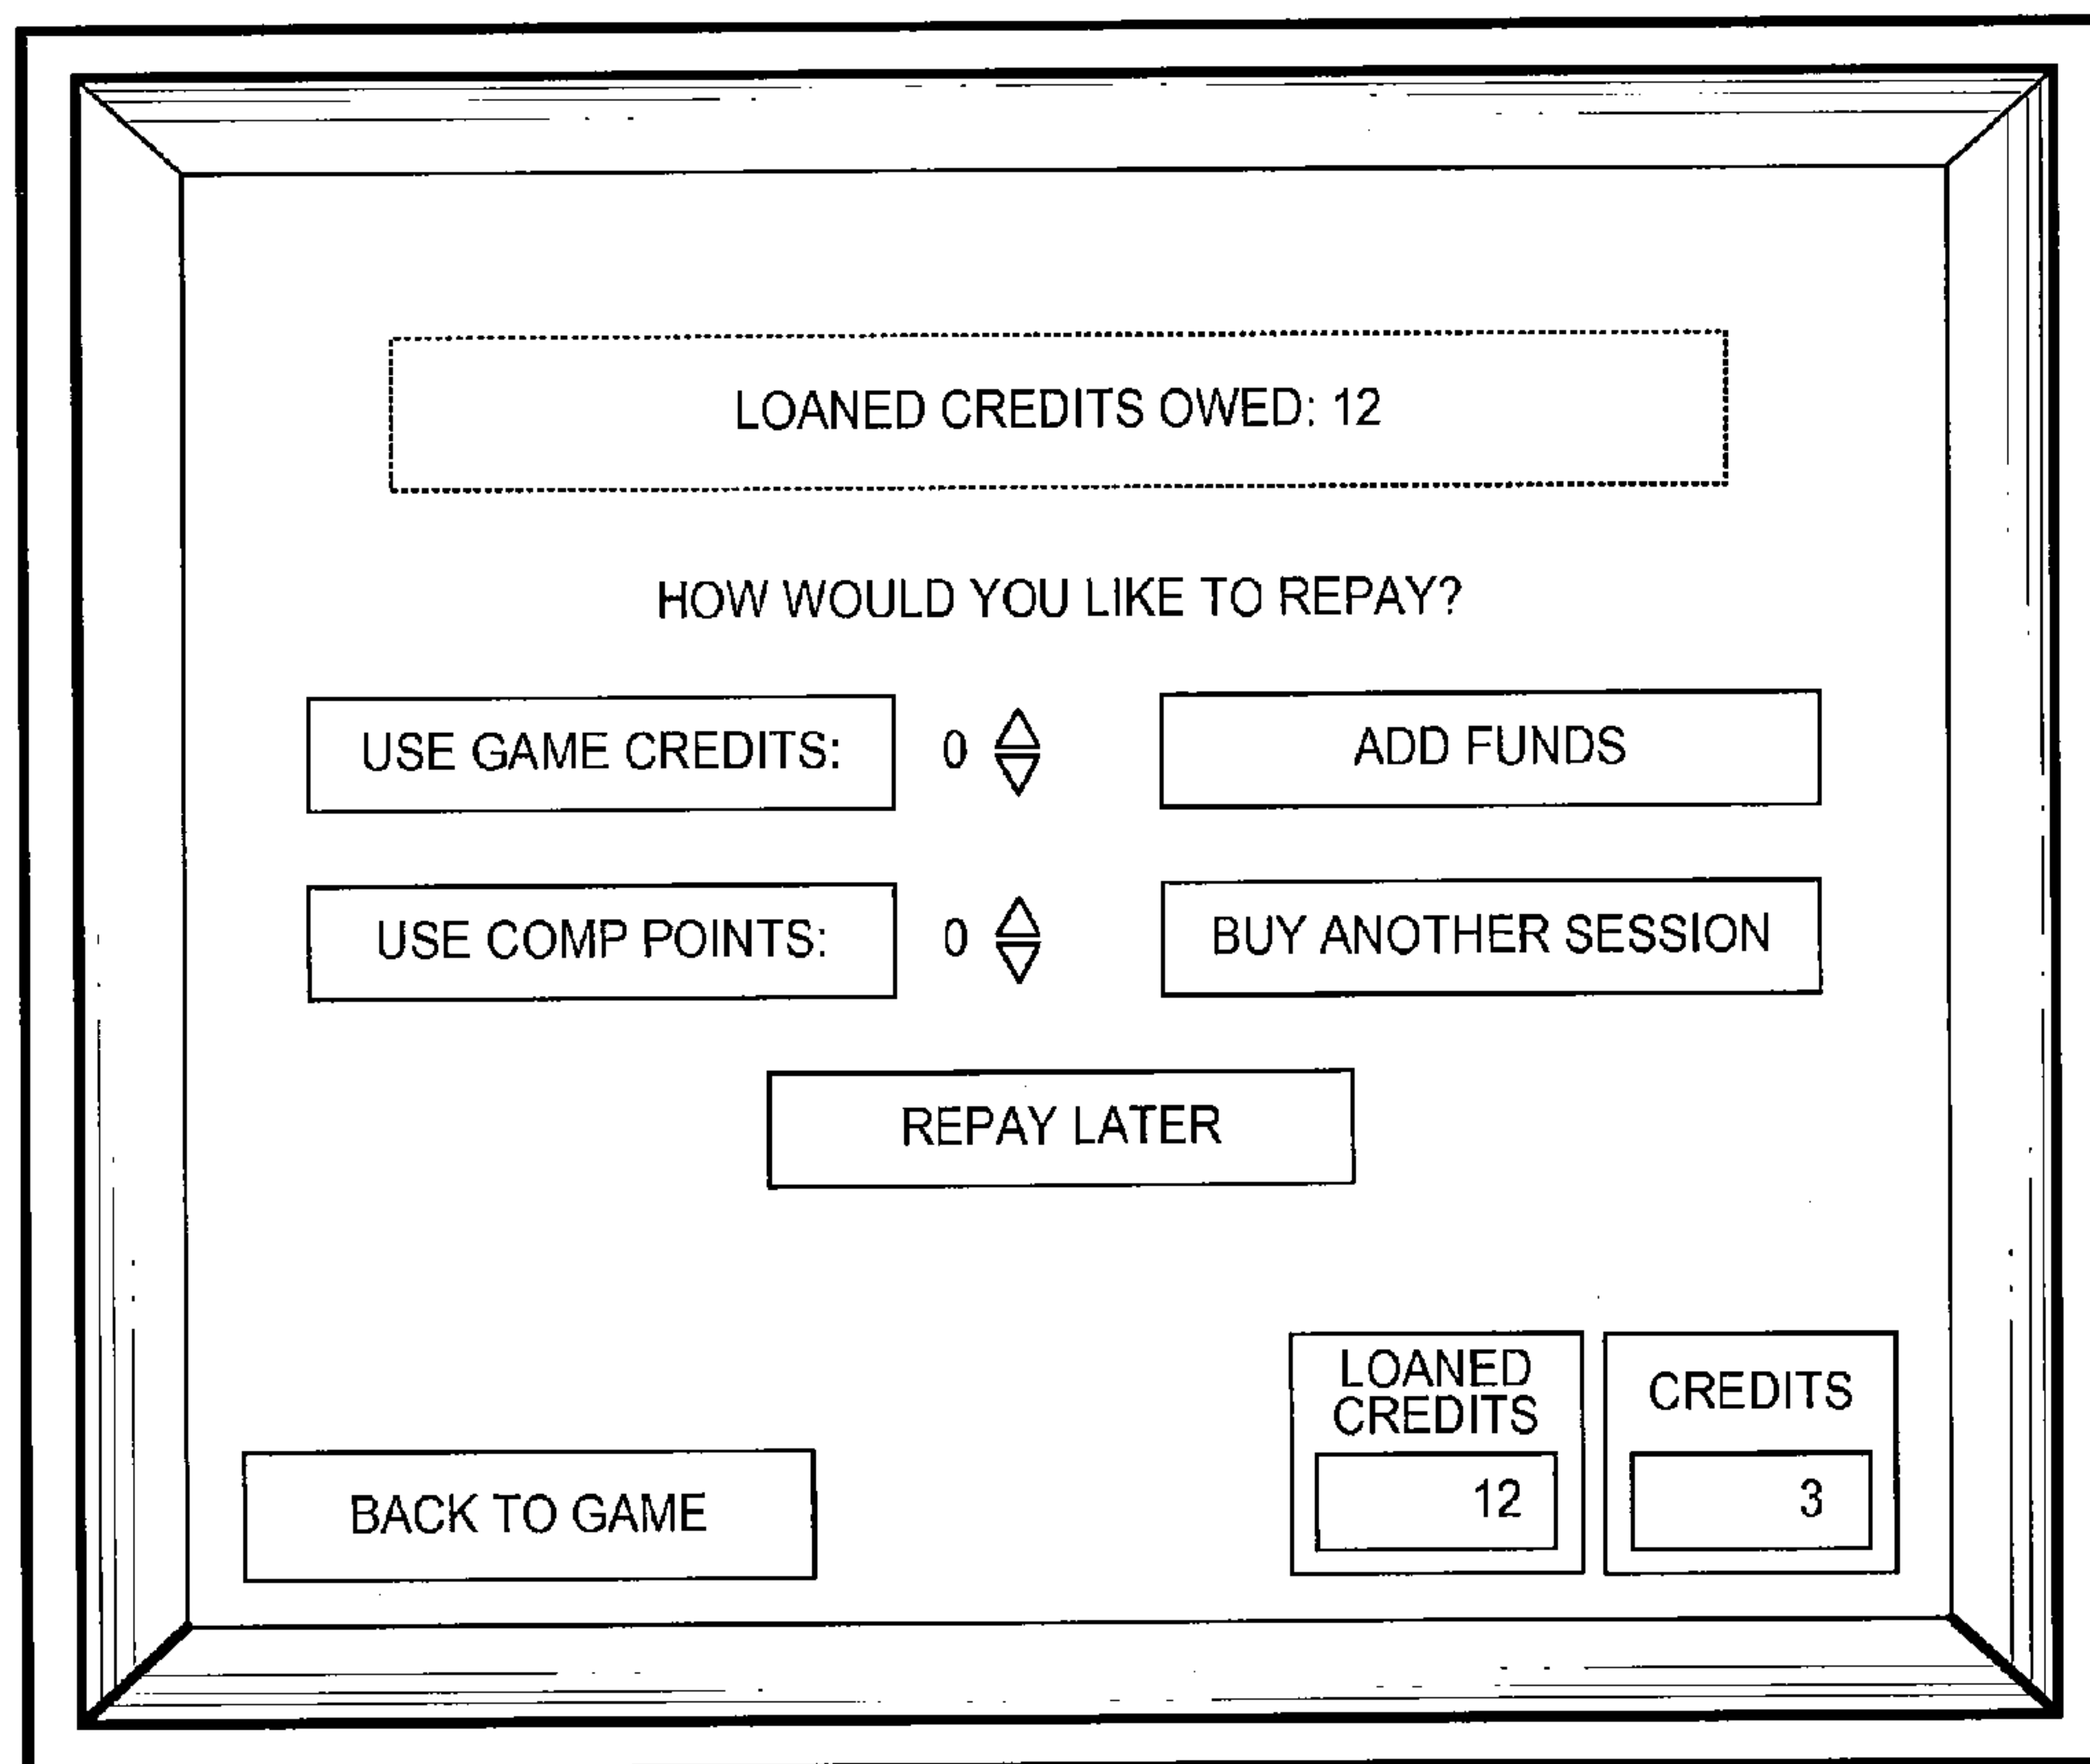 LOANED CREDITS OWED: 12
HOW WOULD YOU LIKE TO REPAY?
USE GAME CREDITS: 0
ADD FUNDS
USE COMP POINTS: 0
BUY ANOTHER SESSION
REPAY LATER
LOANED
CREDITS
12
CREDITS
3
BACK TO GAME